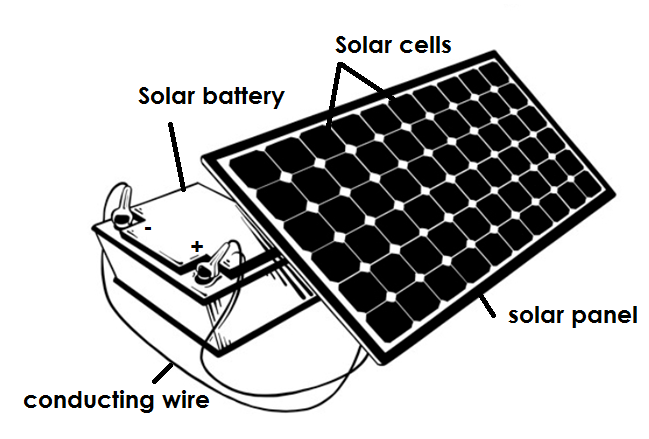 Solar cells
Solar battery
-
+
solar panel
conducting wire